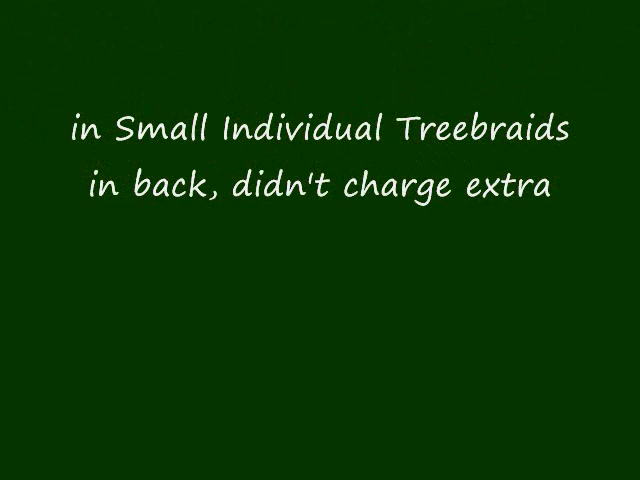 in Small Individual Treebraids
in back, didn't charge extra